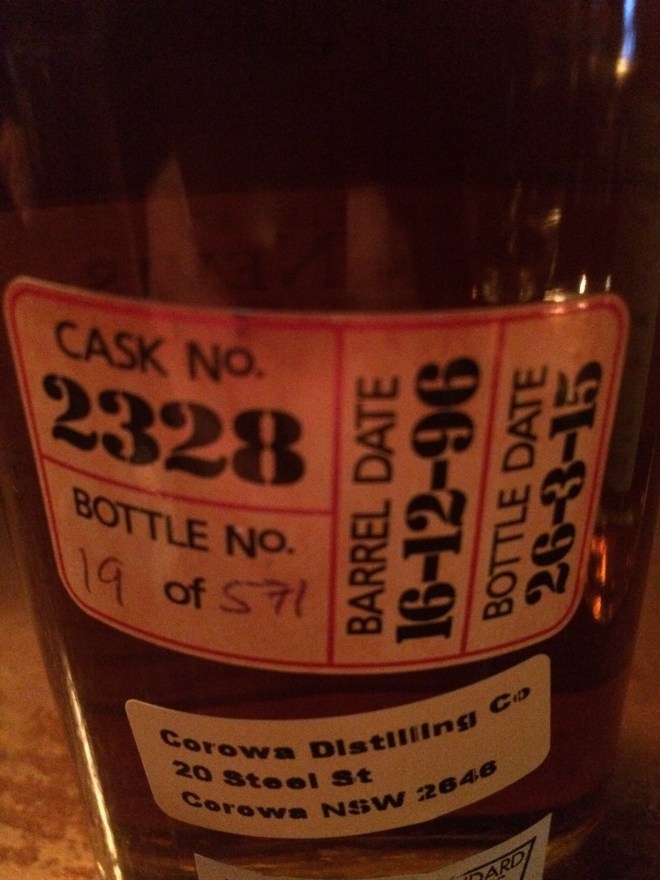 CASK No.
2328
BOTTLE No.
19 of 571
BARREL DATE
16-12-96
BOTTLE DATE
26-3-15
Corowa Distilling Co
20 Steel St
Corowa NSW 2646